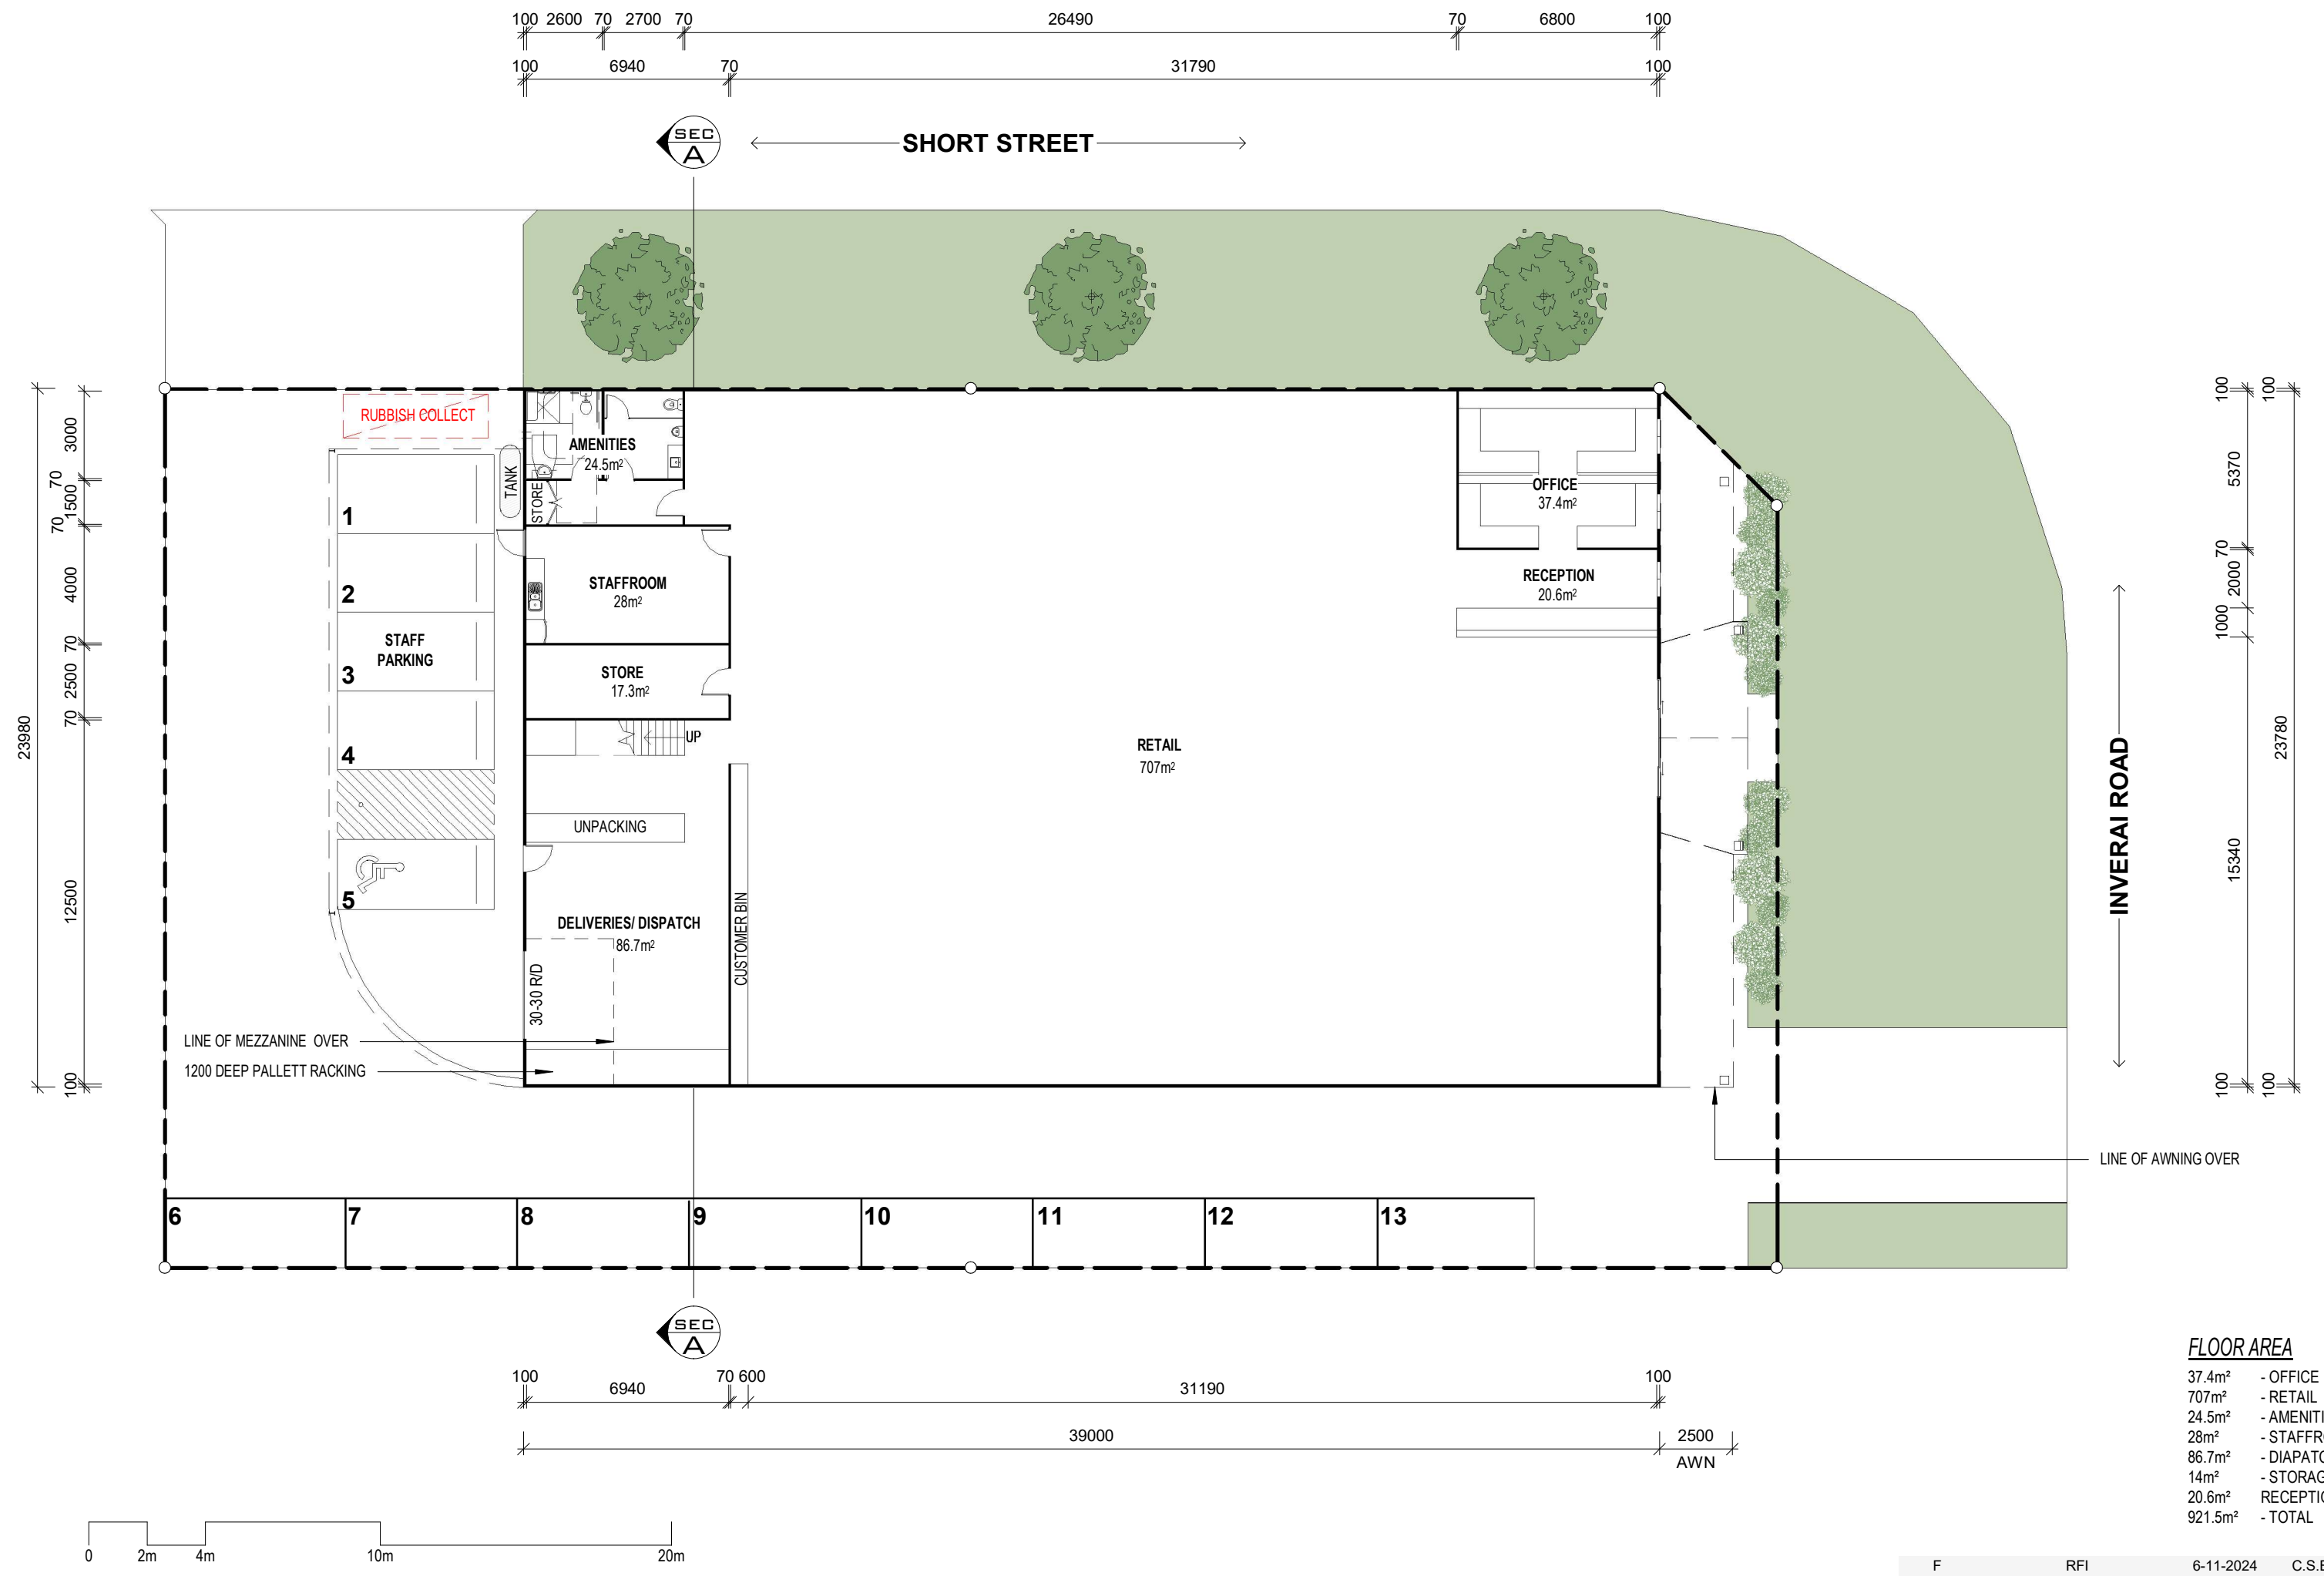 100 2600 70 2700 70 26490 70 6800 100
100 6940 70 31790 100
SEC
A
SHORT STREET
RUBBISH COLLECT
TANK
AMENITIES
24.5m²
STORE
OFFICE
37.4m²
1
2
3
4
5
STAFF
PARKING
STAFFROOM
28m²
RECEPTION
20.6m²
STORE
17.3m²
UP
RETAIL
707m²
UNPACKING
DELIVERIES/ DISPATCH
86.7m²
CUSTOMER BIN
30-30 R/D
LINE OF MEZZANINE OVER
1200 DEEP PALLETT RACKING
23980
3000
70
1500
70
4000
70
2500
70
12500
100
100
5370
70
2000
1000
15340
100
100
23780
100
INVERAI ROAD
LINE OF AWNING OVER
6 7 8 9 10 11 12 13
SEC
A
100 6940 70 600 31190 100
39000 2500
AWN
0 2m 4m 10m 20m
FLOOR AREA
37.4m² - OFFICE
707m² - RETAIL
24.5m² - AMENITI
28m² - STAFFR
86.7m² - DIAPATC
14m² - STORAG
20.6m² RECEPTI
921.5m² - TOTAL
F RFI 6-11-2024 C.S.E